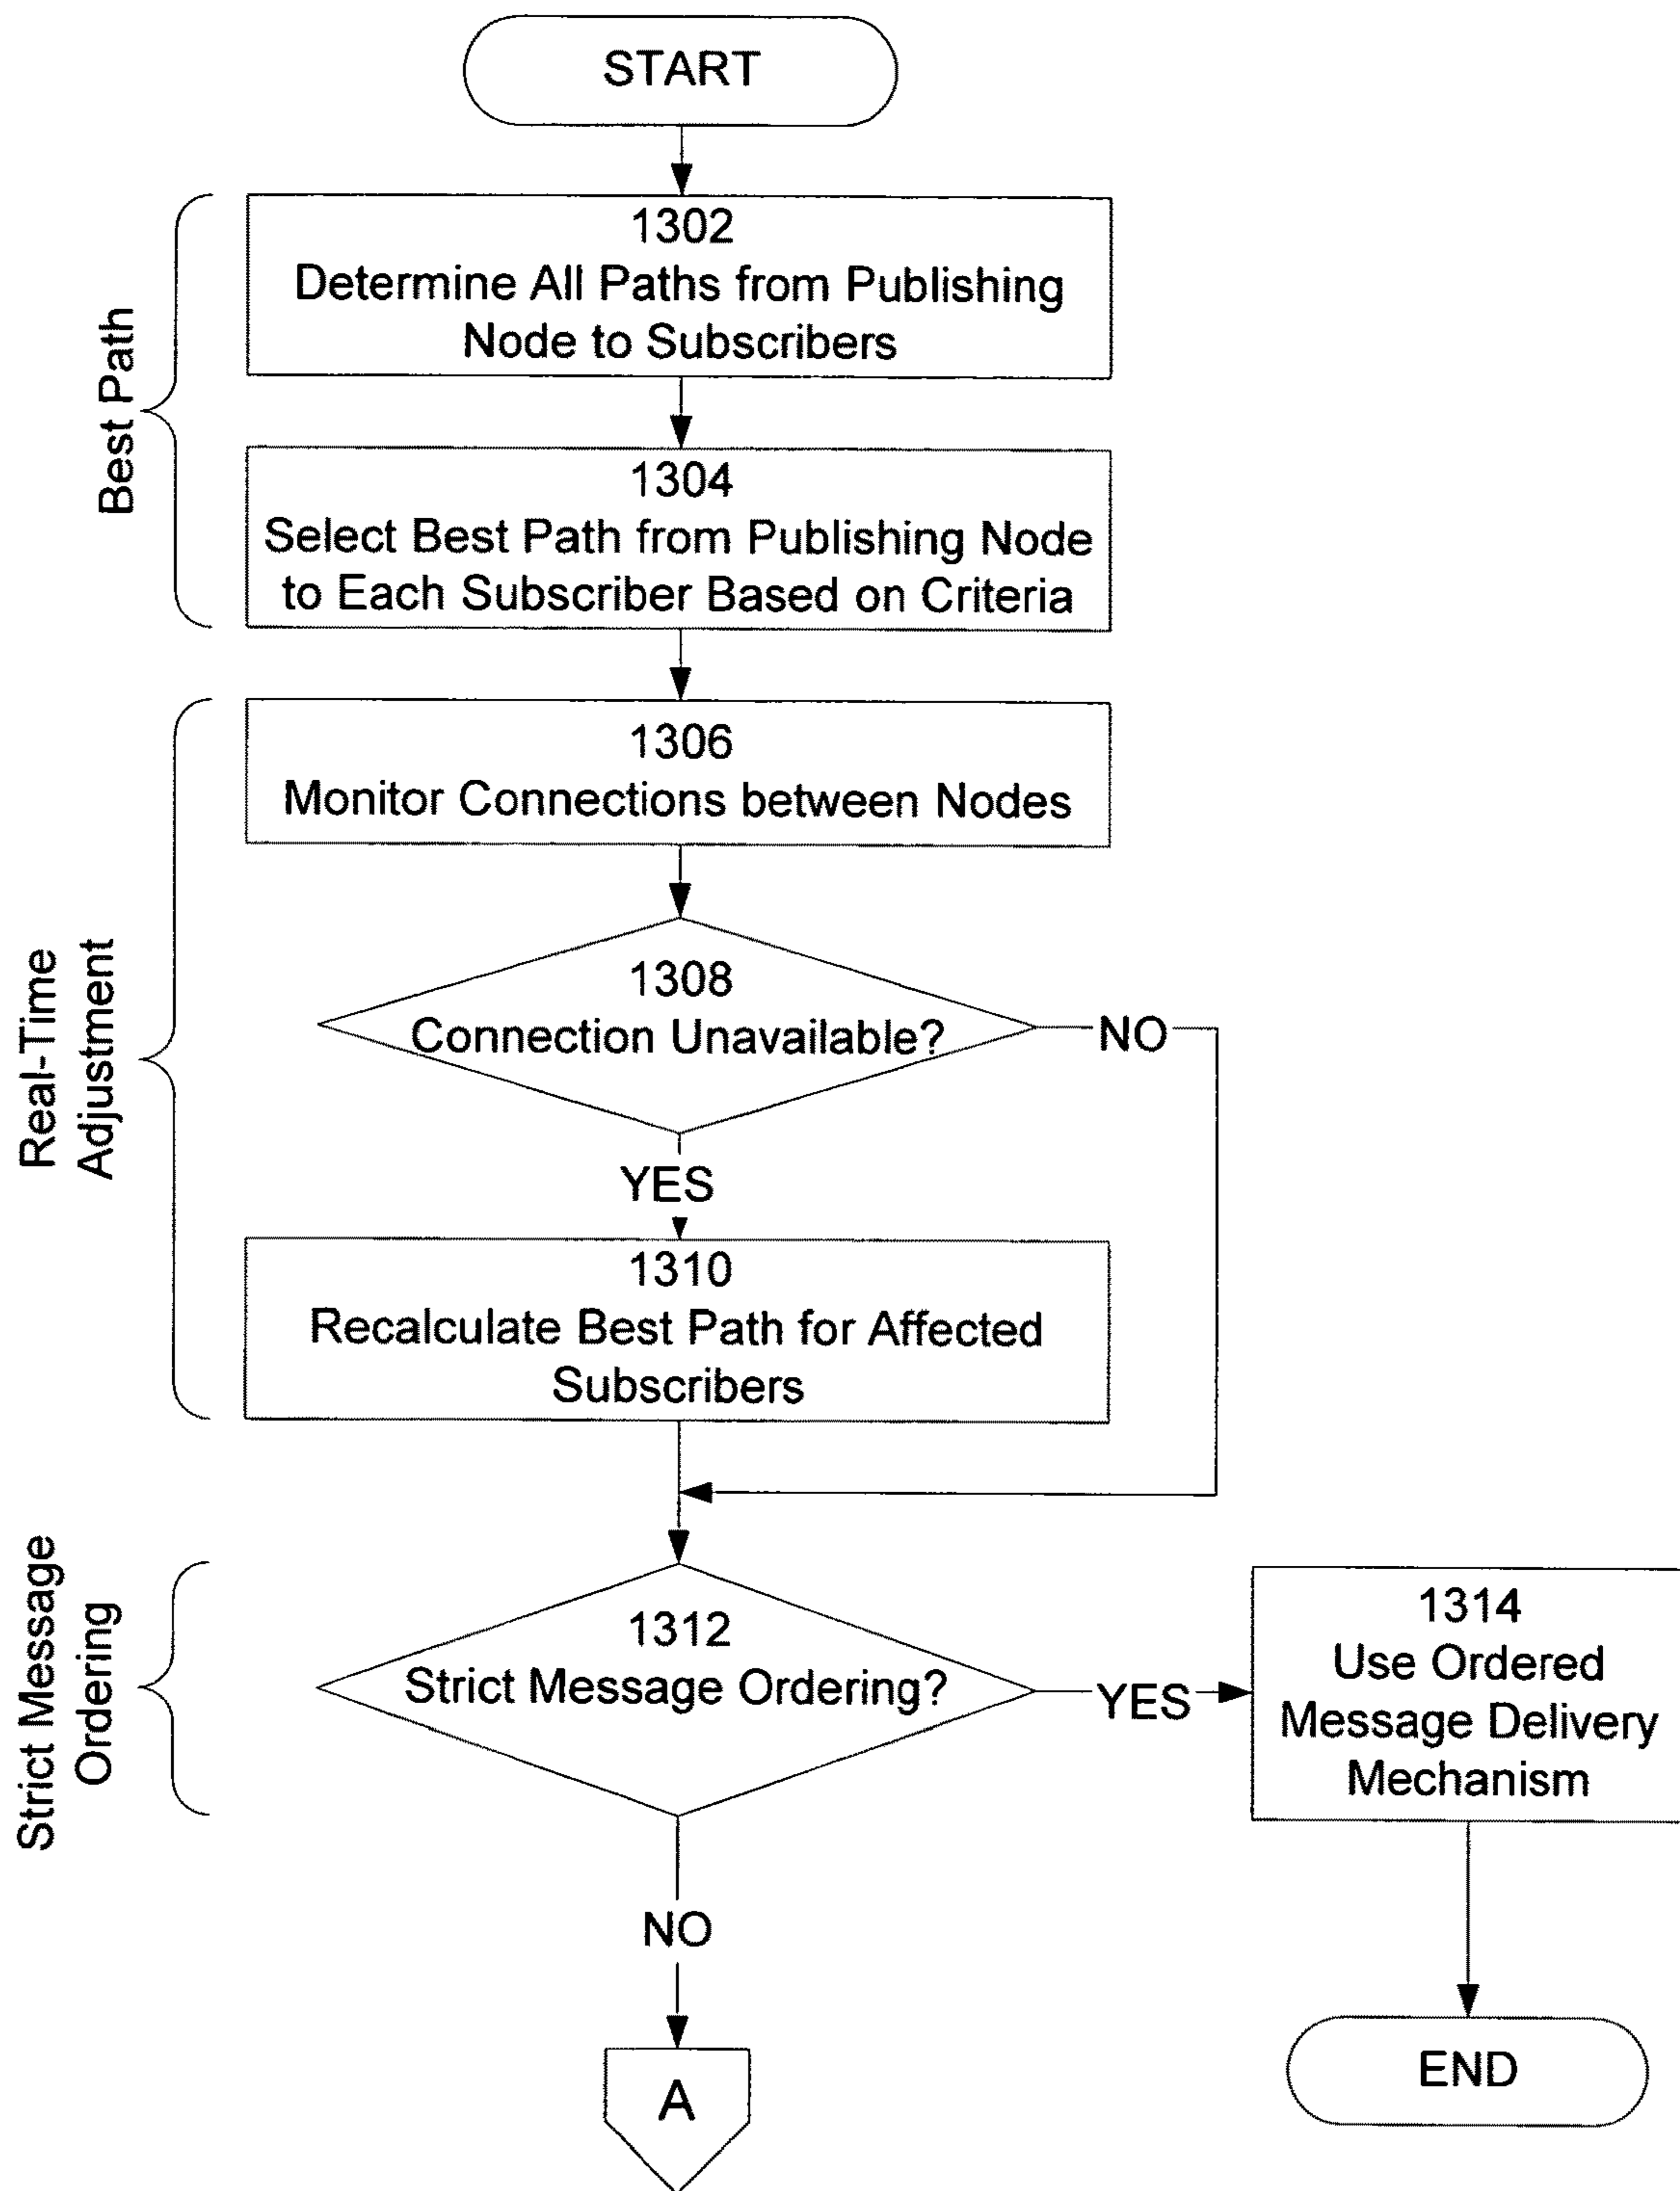 START
Best Path
1302
Determine All Paths from Publishing
Node to Subscribers
1304
Select Best Path from Publishing Node
to Each Subscriber Based on Criteria
Real-Time
Adjustment
1306
Monitor Connections between Nodes
1308
Connection Unavailable?
NO
YES
1310
Recalculate Best Path for Affected
Subscribers
Strict Message
Ordering
1312
Strict Message Ordering?
YES
1314
Use Ordered
Message Delivery
Mechanism
NO
A
END